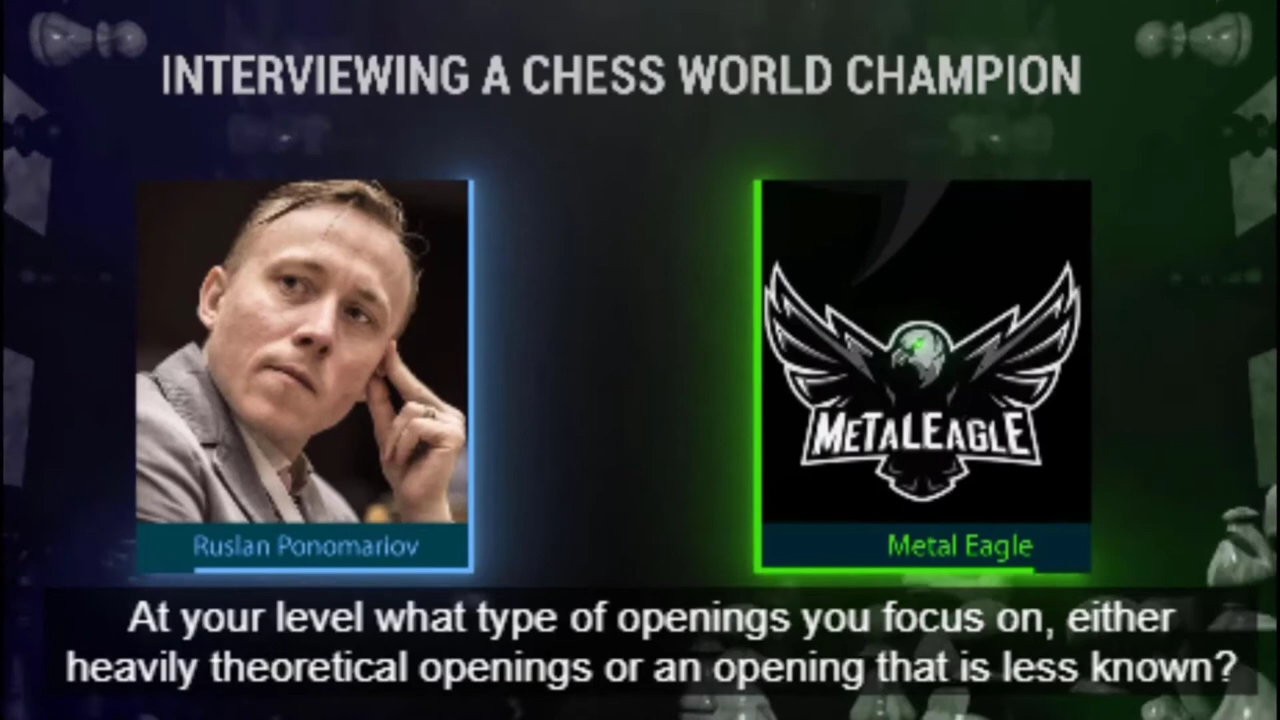 INTERVIEWING A CHESS WORLD CHAMPION
METALEAGLE
Ruslan Ponomariov
Metal Eagle
At your level what type of openings you focus on, either
heavily theoretical openings or an opening that is less known?